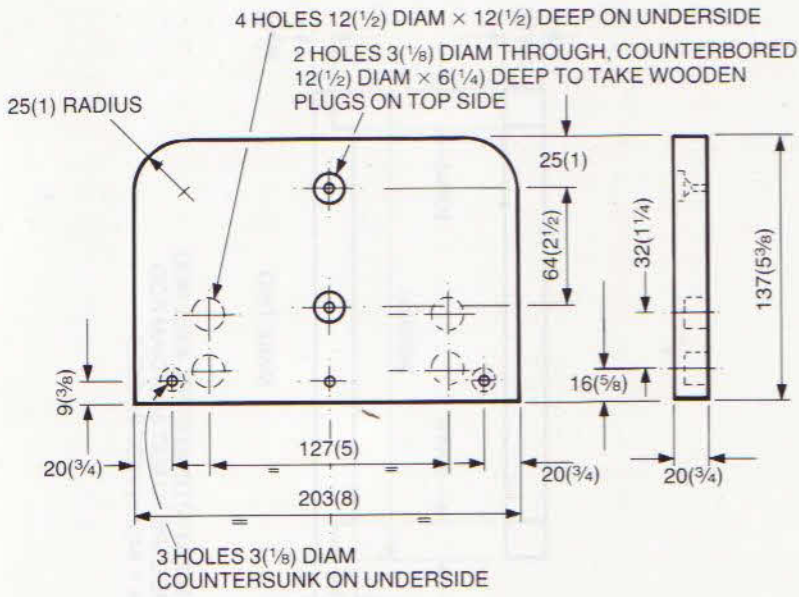 4 HOLES 12(½) DIAM × 12(½) DEEP ON UNDERSIDE
2 HOLES 3(⅛) DIAM THROUGH, COUNTERBORED
12(½) DIAM × 6(¼) DEEP TO TAKE WOODEN
PLUGS ON TOP SIDE
25(1) RADIUS
25(1)
64(2½)
32(1¼)
137(5⅜)
9(⅜)
16(⅝)
127(5)
20(¾)
20(¾)
20(¾)
203(8)
3 HOLES 3(⅛) DIAM
COUNTERSUNK ON UNDERSIDE